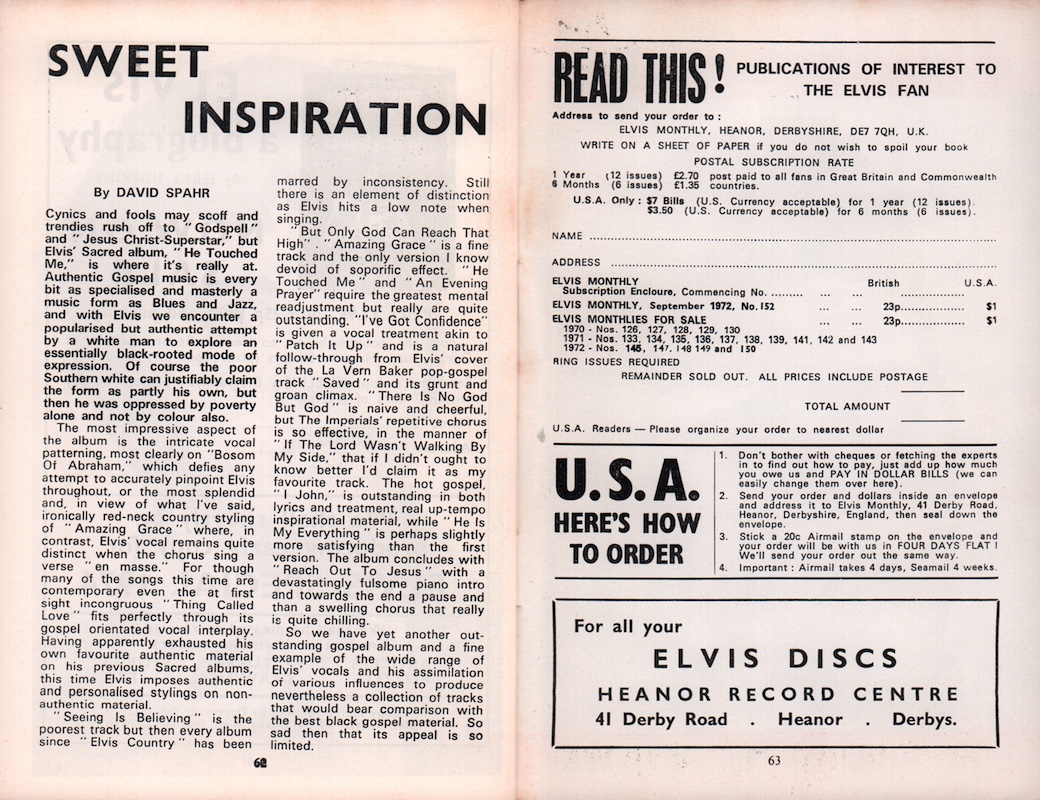 SWEET
INSPIRATION
By DAVID SPAHR
Cynics and fools may scoff and
trendies rush off to "Godspell"
and "Jesus Christ-Superstar," but
Elvis' Sacred album, "He Touched
Me," is where it's really at.
Authentic Gospel music is every
bit as specialised and masterly a
music form as Blues and Jazz,
and with Elvis we encounter a
popularised but authentic attempt
by a white man to explore an
essentially black-rooted mode of
expression. Of course the poor
Southern white can justifiably claim
the form as partly his own, but
then he was oppressed by poverty
alone and not by colour also.
The most impressive aspect of
the album is the intricate vocal
patterning, most clearly on "Bosom
Of Abraham," which defies any
attempt to accurately pinpoint Elvis
throughout, or the most splendid
and, in view of what I've said,
ironically red-neck country styling
of "Amazing Grace" where, in
contrast, Elvis' vocal remains quite
distinct when the chorus sing a
verse "en masse." For though
many of the songs this time are
contemporary even the at first
sight incongruous "Thing Called
Love" fits perfectly through its
gospel orientated vocal interplay.
Having apparently exhausted his
own favourite authentic material
on his previous Sacred albums,
this time Elvis imposes authentic
and personalised stylings on non-
authentic material.
"Seeing Is Believing" is the
poorest track but then every album
since "Elvis Country" has been
marred by inconsistency. Still
there is an element of distinction
as Elvis hits a low note when
singing.
"But Only God Can Reach That
High". "Amazing Grace" is a fine
track and the only version I know
devoid of soporific effect. "He
Touched Me" and "An Evening
Prayer" require the greatest mental
readjustment but really are quite
outstanding. "I've Got Confidence"
is given a vocal treatment akin to
"Patch It Up" and is a natural
follow-through from Elvis' cover
of the La Vern Baker pop-gospel
track "Saved" and its grunt and
groan climax. "There Is No God
But God" is naive and cheerful,
but The Imperials' repetitive chorus
is so effective, in the manner of
"If The Lord Wasn't Walking By
My Side," that if I didn't ought to
know better I'd claim it as my
favourite track. The hot gospel,
"I John," is outstanding in both
lyrics and treatment, real up-tempo
inspirational material, while "He Is
My Everything" is perhaps slightly
more satisfying than the first
version. The album concludes with
"Reach Out To Jesus" with a
devastatingly fulsome piano intro
and towards the end a pause and
than a swelling chorus that really
is quite chilling.
So we have yet another out-
standing gospel album and a fine
example of the wide range of
Elvis' vocals and his assimilation
of various influences to produce
nevertheless a collection of tracks
that would bear comparison with
the best black gospel material. So
sad then that its appeal is so
limited.
62
READ THIS! PUBLICATIONS OF INTEREST TO
THE ELVIS FAN
Address to send your order to:
ELVIS MONTHLY, HEANOR, DERBYSHIRE, DE7 7QH, U.K.
WRITE ON A SHEET OF PAPER if you do not wish to spoil your book
POSTAL SUBSCRIPTION RATE
1 Year (12 issues) £2.70 post paid to all fans in Great Britain and Commonwealth
6 Months (6 issues) £1.35 countries.
U.S.A. Only: $7 Bills (U.S. Currency acceptable) for 1 year (12 issues).
$3.50 (U.S. Currency acceptable) for 6 months (6 issues).
NAME
ADDRESS
ELVIS MONTHLY British U.S.A.
Subscription Encloure, Commencing No. ......... ... ... ...................
ELVIS MONTHLY, September 1972, No. 152 ... ... 23p................... $1
ELVIS MONTHLIES FOR SALE ... ... 23p................... $1
1970 - Nos. 126, 127, 128, 129, 130
1971 - Nos. 133, 134, 135, 136, 137, 138, 139, 141, 142 and 143
1972 - Nos. 145, 147, 148 149 and 150
RING ISSUES REQUIRED
REMAINDER SOLD OUT. ALL PRICES INCLUDE POSTAGE
TOTAL AMOUNT
U.S.A. Readers — Please organize your order to nearest dollar
U.S.A.
HERE'S HOW
TO ORDER
1. Don't bother with cheques or fetching the experts
in to find out how to pay, just add up how much
you owe us and PAY IN DOLLAR BILLS (we can
easily change them over here).
2. Send your order and dollars inside an envelope
and address it to Elvis Monthly, 41 Derby Road,
Heanor, Derbyshire, England, then seal down the
envelope.
3. Stick a 20c Airmail stamp on the envelope and
your order will be with us in FOUR DAYS FLAT!
We'll send your order out the same way.
4. Important: Airmail takes 4 days, Seamail 4 weeks.
For all your
ELVIS DISCS
HEANOR RECORD CENTRE
41 Derby Road . Heanor . Derbys.
63